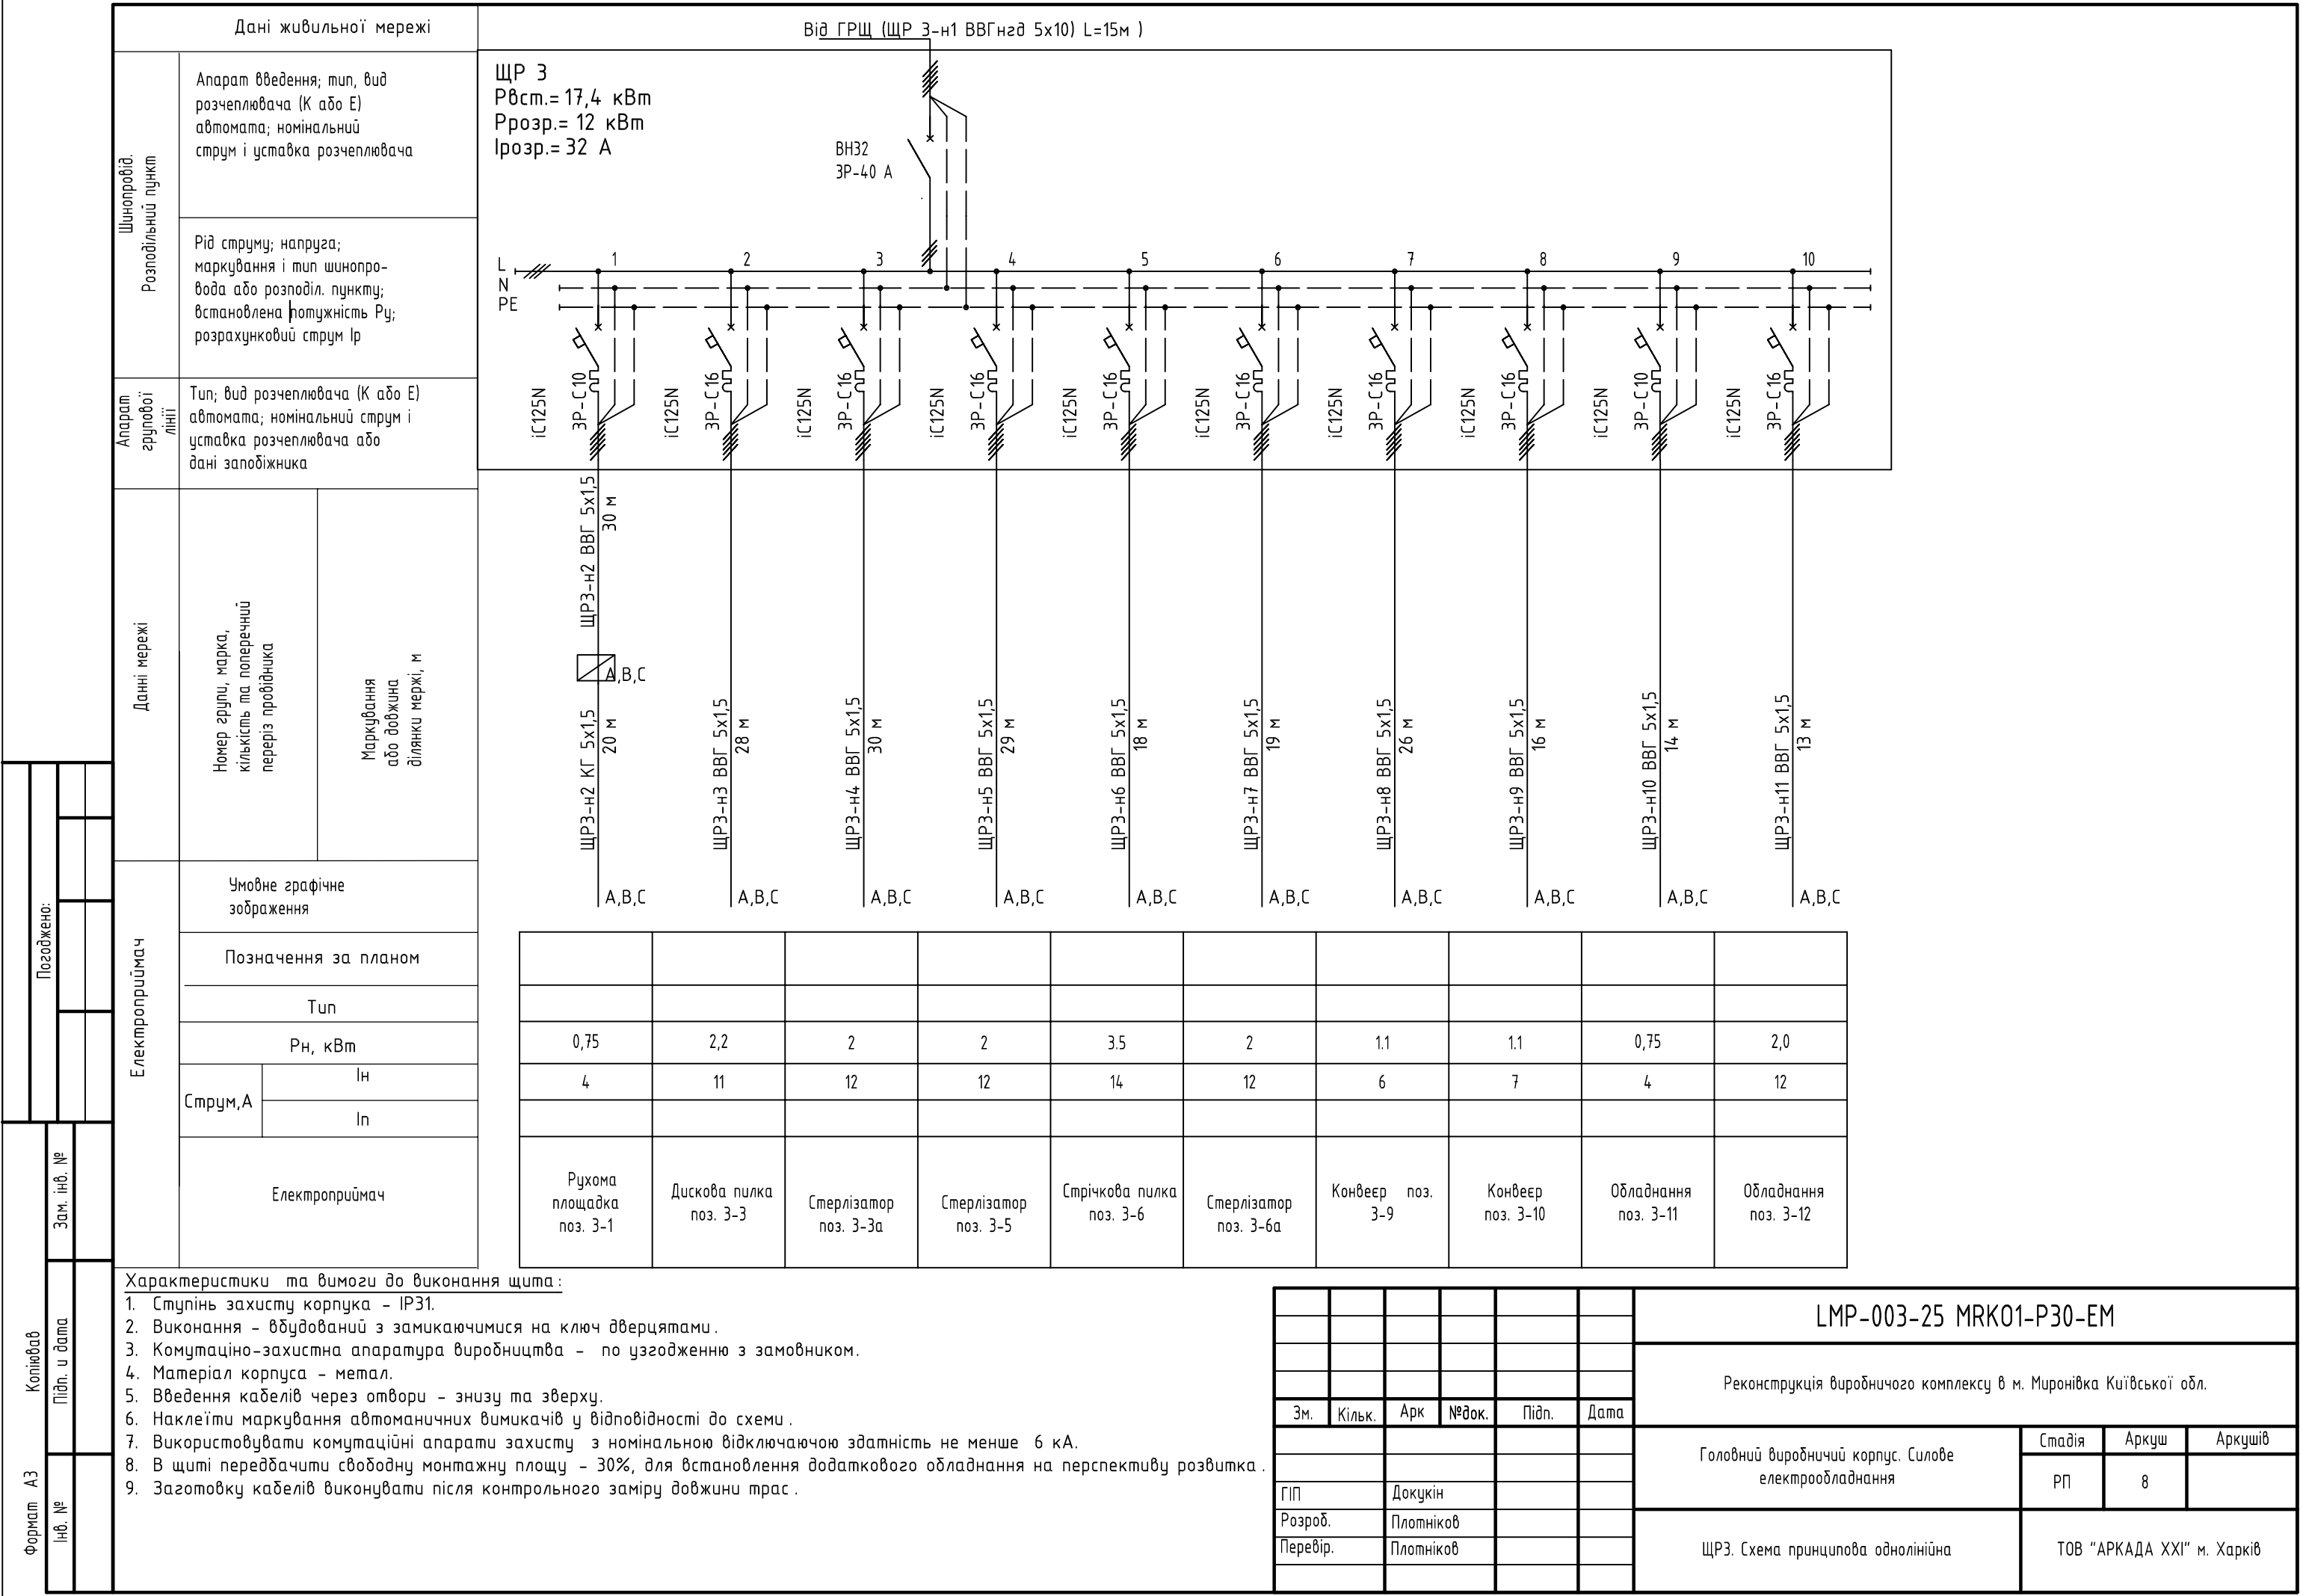 Дані живильної мережі
Від ГРЩ (ЩР 3-н1 ВВГнгд 5х10) L=15м )
Шинопровід.
Розподільний пункт
Апарат введення; тип, вид
розчеплювача (К або Е)
автомата; номінальний
струм і уставка розчеплювача
ЩР 3
Рвст.= 17,4 кВт
Ррозр.= 12 кВт
Ірозр.= 32 А
ВН32
3Р-40 А
Рід струму; напруга;
маркування і тип шинопро-
вода або розподіл. пункту;
встановлена потужність Ру;
розрахунковий струм Ір
L
N
PE
1 2 3 4 5 6 7 8 9 10
Апарат
групової
лінії
Тип; вид розчеплювача (К або Е)
автомата; номінальний струм і
уставка розчеплювача або
дані запобіжника
iC125N 3Р-С10
iC125N 3Р-С16
iC125N 3Р-С16
iC125N 3Р-С16
iC125N 3Р-С16
iC125N 3Р-С16
iC125N 3Р-С16
iC125N 3Р-С16
iC125N 3Р-С10
iC125N 3Р-С16
Данні мережі
Номер групи, марка,
кількість та поперечний
переріз провідника
Маркування
або довжина
ділянки мержі, м
ЩР3-н2 ВВГ 5х1,5
30 м
А,В,С
ЩР3-н2 КГ 5х1,5
20 м
ЩР3-н3 ВВГ 5х1,5
28 м
ЩР3-н4 ВВГ 5х1,5
30 м
ЩР3-н5 ВВГ 5х1,5
29 м
ЩР3-н6 ВВГ 5х1,5
18 м
ЩР3-н7 ВВГ 5х1,5
19 м
ЩР3-н8 ВВГ 5х1,5
26 м
ЩР3-н9 ВВГ 5х1,5
16 м
ЩР3-н10 ВВГ 5х1,5
14 м
ЩР3-н11 ВВГ 5х1,5
13 м
Електроприймач
Умовне графічне
зображення
А,В,С А,В,С А,В,С А,В,С А,В,С А,В,С А,В,С А,В,С А,В,С А,В,С
Позначення за планом
Тип
Рн, кВт
0,75 2,2 2 2 3.5 2 1.1 1.1 0,75 2,0
Струм,А
Ін
4 11 12 12 14 12 6 7 4 12
Іп
Електроприймач
Рухома
площадка
поз. 3-1
Дискова пилка
поз. 3-3
Стерлізатор
поз. 3-3а
Стерлізатор
поз. 3-5
Стрічкова пилка
поз. 3-6
Стерлізатор
поз. 3-6а
Конвеєр поз.
3-9
Конвеєр
поз. 3-10
Обладнання
поз. 3-11
Обладнання
поз. 3-12
Характеристики та вимоги до виконання щита:
1. Ступінь захисту корпука - ІР31.
2. Виконання - вбудований з замикаючимися на ключ дверцятами.
3. Комутаціно-захистна апаратура виробництва - по узгодженню з замовником.
4. Матеріал корпуса - метал.
5. Введення кабелів через отвори - знизу та зверху.
6. Наклеїти маркування автоманичних вимикачів у відповідності до схеми.
7. Використовувати комутаційні апарати захисту з номінальною відключаючою здатність не менше 6 кА.
8. В щиті передбачити свободну монтажну площу - 30%, для встановлення додаткового обладнання на перспективу розвитка.
9. Заготовку кабелів виконувати після контрольного заміру довжини трас.
Погоджено:
Зам. інв. №
Копіював
Підп. и дата
Формат А3
Інв. №
LMP-003-25 MRK01-P30-EM
Реконструкція виробничого комплексу в м. Миронівка Київської обл.
Зм. Кільк. Арк №док. Підп. Дата
Головний виробничий корпус. Силове
електрообладнання
Стадія Аркуш Аркушів
РП 8
ГІП Докукін
Розроб. Плотніков
Перевір. Плотніков
ЩР3. Схема принципова однолінійна
ТОВ "АРКАДА XXI" м. Харків